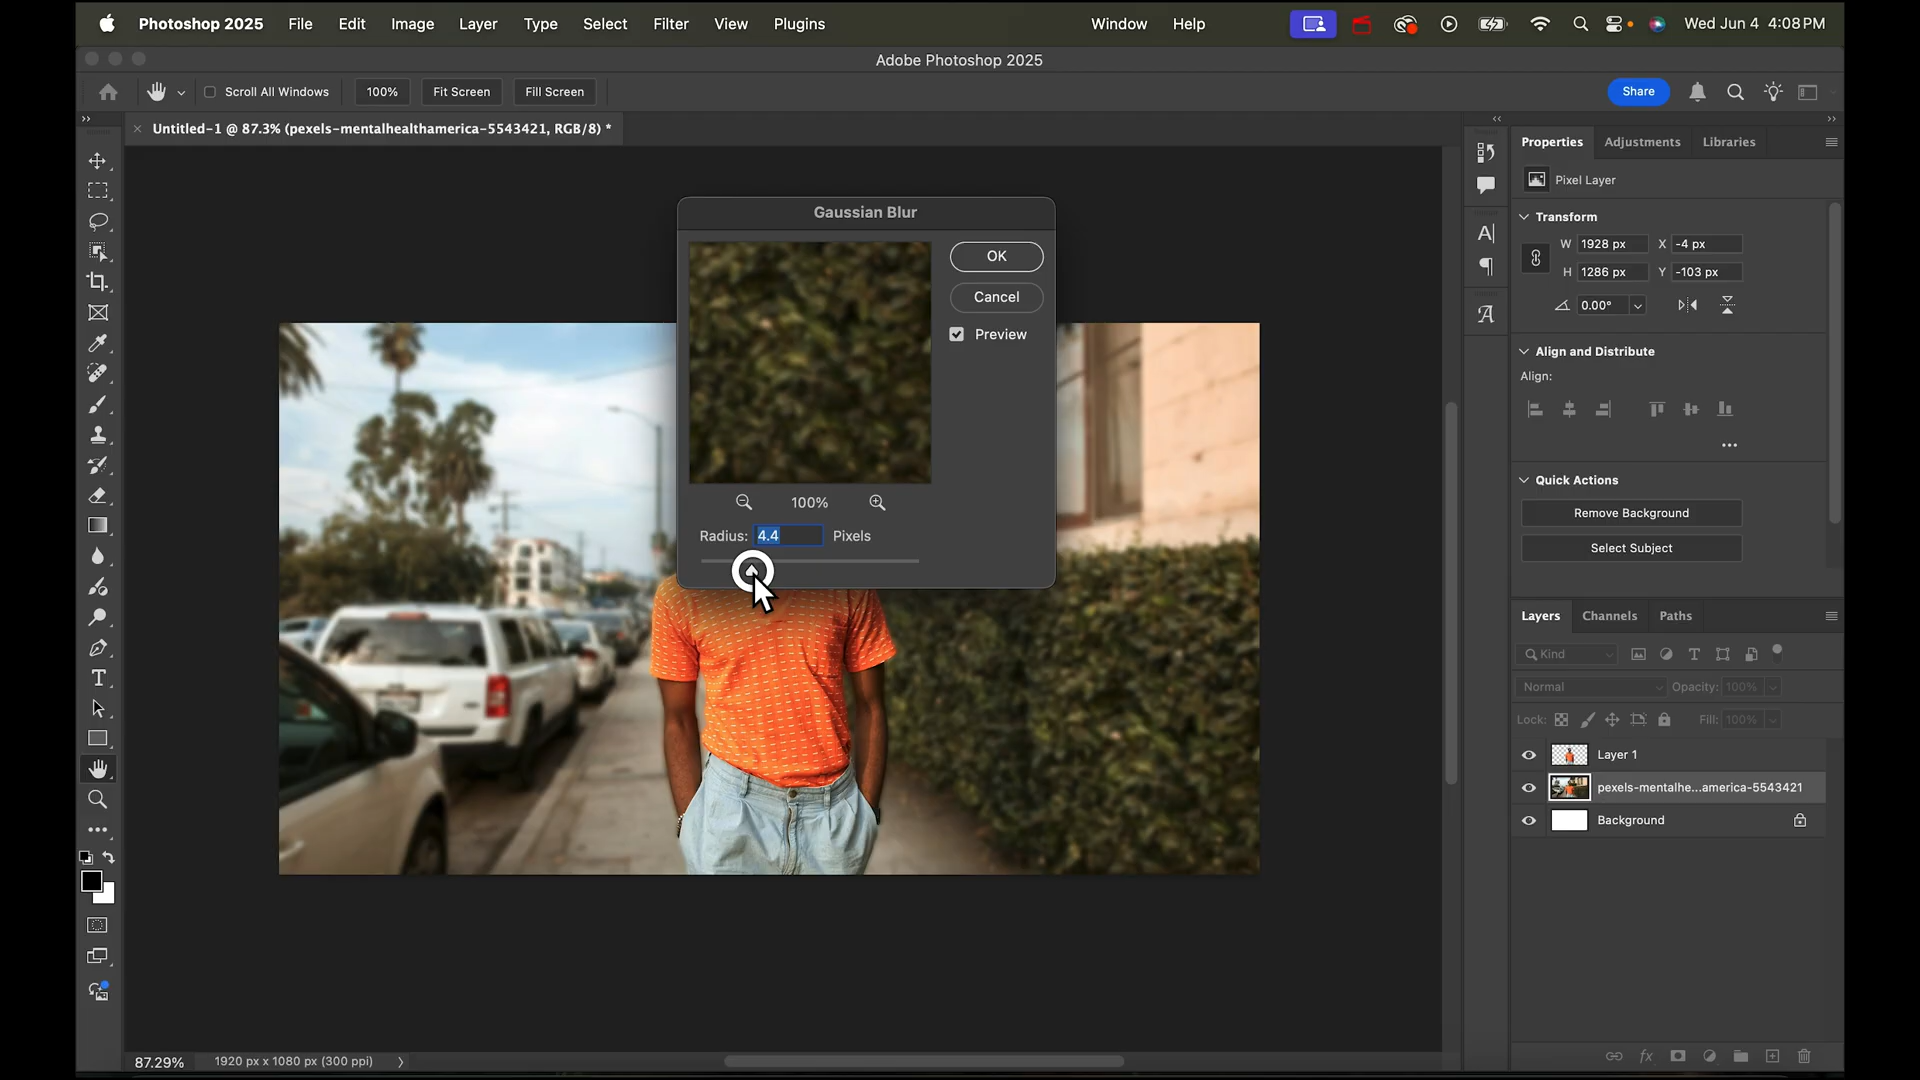 Photoshop 2025 File Edit Image Layer Type Select Filter View Plugins Window Help Wed Jun 4 4:08 PM
Adobe Photoshop 2025
Scroll All Windows 100% Fit Screen Fill Screen Share
Untitled-1 @ 87.3% (pexels-mentalhealthamerica-5543421, RGB/8) *
Properties Adjustments Libraries
Pixel Layer
Transform
W 1928 px X -4 px
H 1286 px Y -103 px
0.00°
Align and Distribute
Align:
Quick Actions
Remove Background
Select Subject
Gaussian Blur
OK
Cancel
Preview
100%
Radius: 4.4 Pixels
Layers Channels Paths
Kind
Normal Opacity: 100%
Lock: Fill: 100%
Layer 1
pexels-mentalhe...america-5543421
Background
87.29% 1920 px x 1080 px (300 ppi)